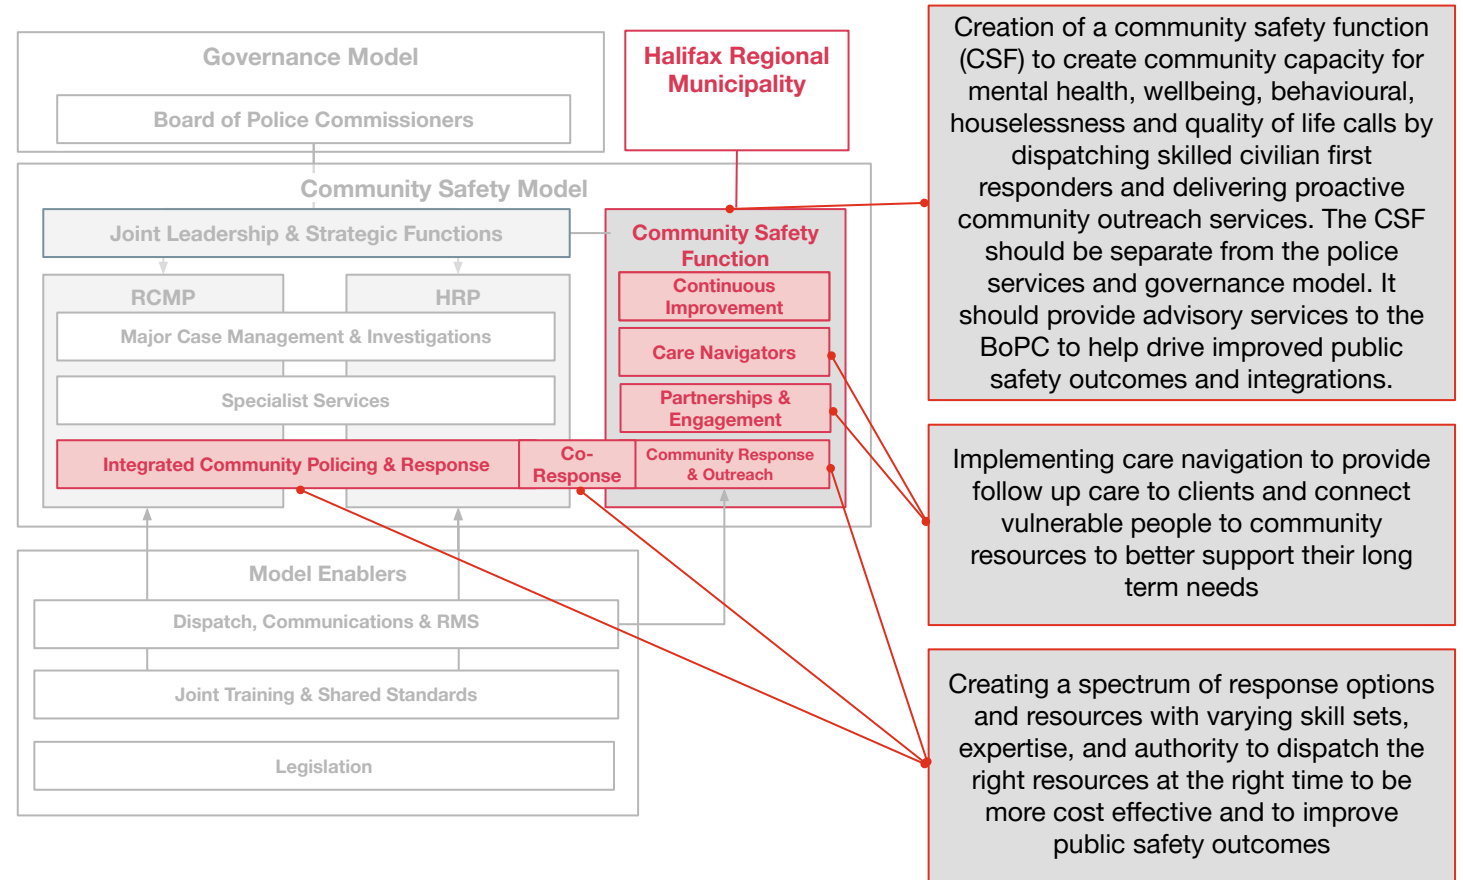 Governance Model
Board of Police Commissioners
Halifax Regional
Municipality
Community Safety Model
Joint Leadership & Strategic Functions
RCMP
HRP
Major Case Management & Investigations
Specialist Services
Integrated Community Policing & Response
Co-
Response
Community Safety
Function
Continuous
Improvement
Care Navigators
Partnerships &
Engagement
Community Response
& Outreach
Model Enablers
Dispatch, Communications & RMS
Joint Training & Shared Standards
Legislation
Creation of a community safety function
(CSF) to create community capacity for
mental health, wellbeing, behavioural,
houselessness and quality of life calls by
dispatching skilled civilian first
responders and delivering proactive
community outreach services. The CSF
should be separate from the police
services and governance model. It
should provide advisory services to the
BoPC to help drive improved public
safety outcomes and integrations.
Implementing care navigation to provide
follow up care to clients and connect
vulnerable people to community
resources to better support their long
term needs
Creating a spectrum of response options
and resources with varying skill sets,
expertise, and authority to dispatch the
right resources at the right time to be
more cost effective and to improve
public safety outcomes